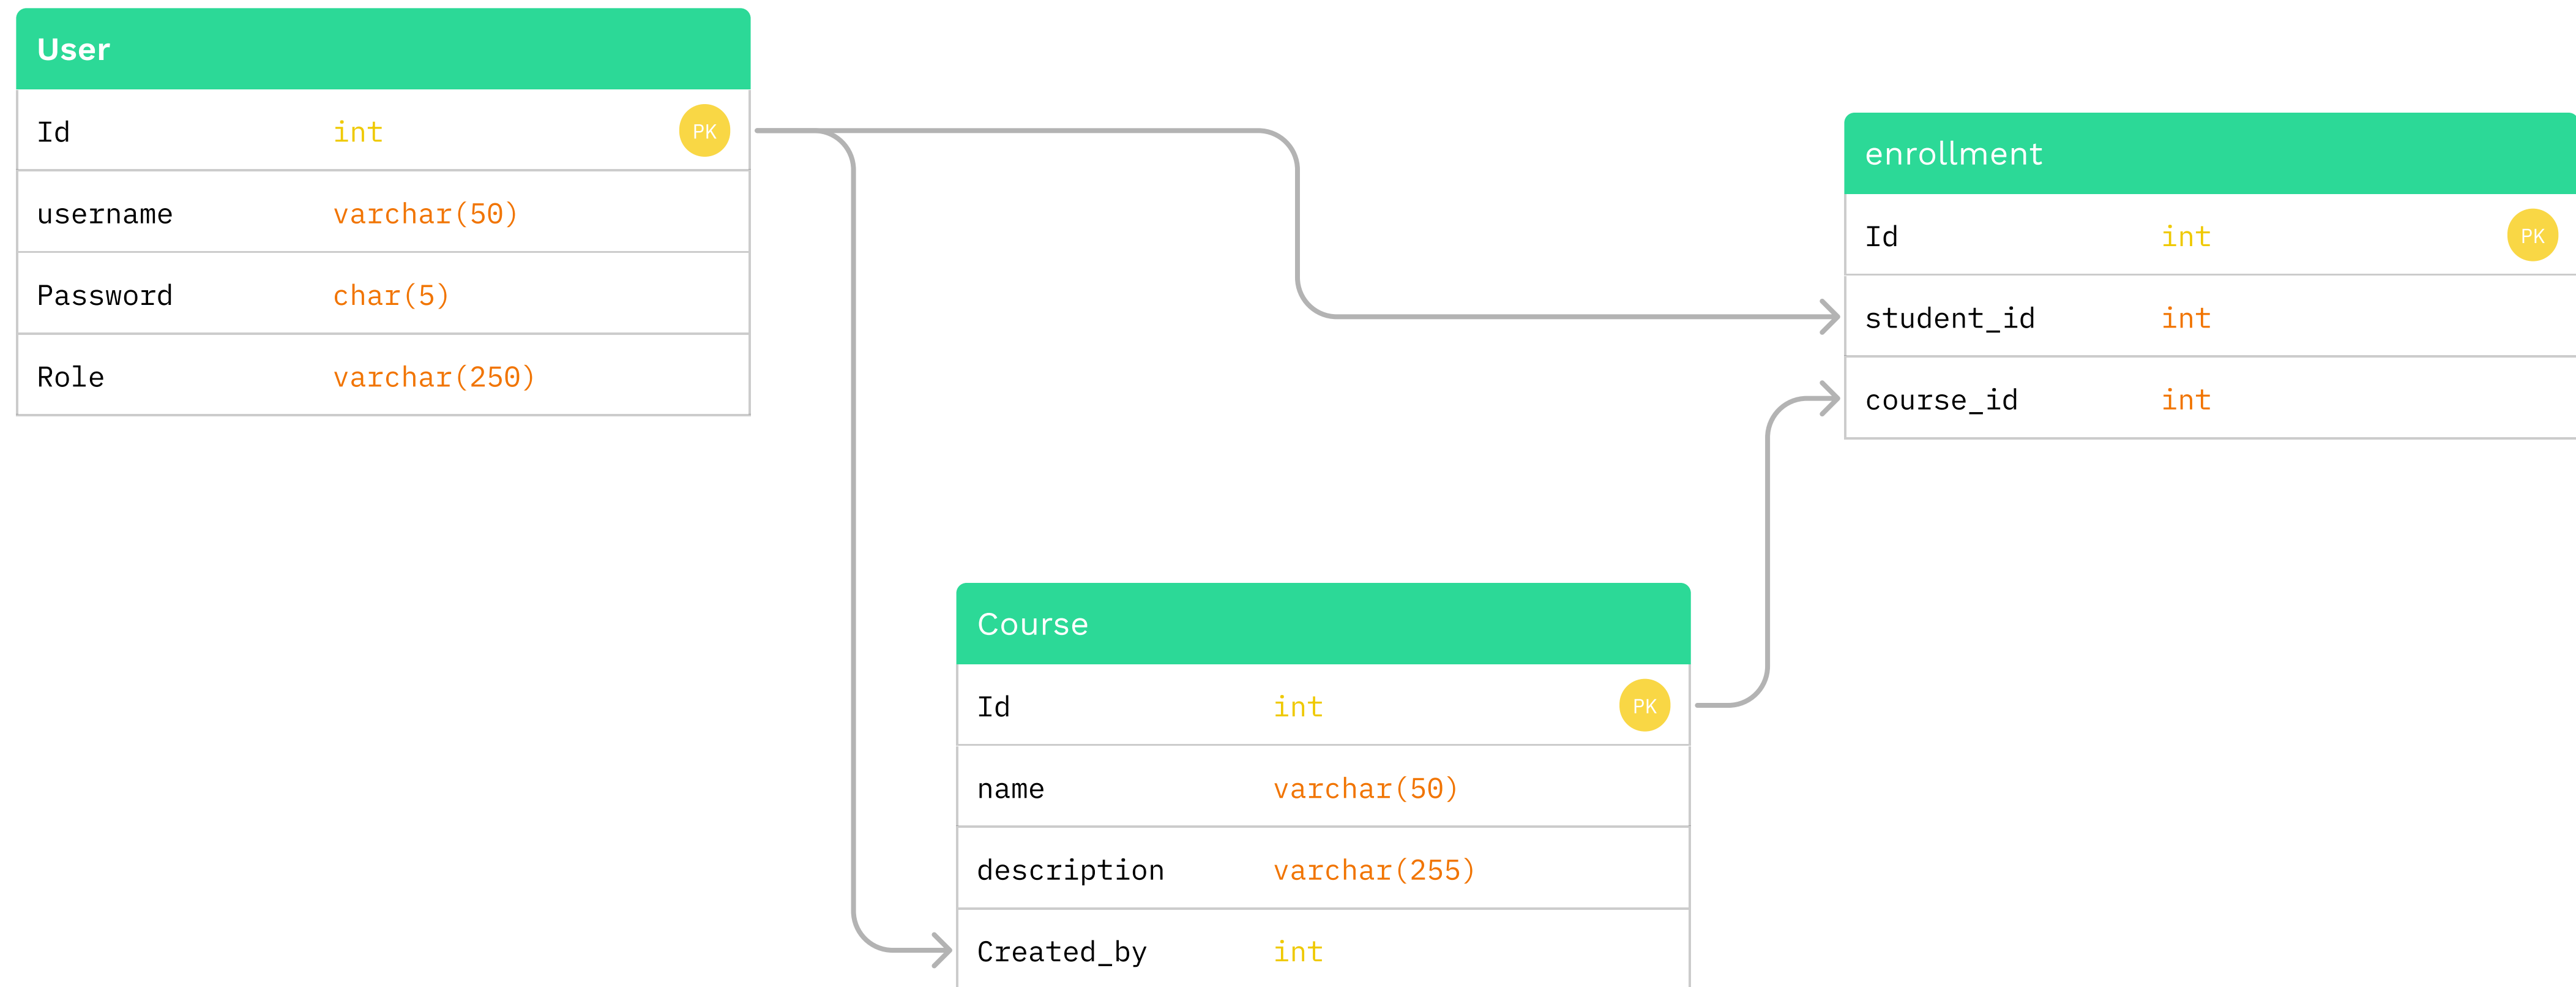 User
Id int PK
username varchar(50)
Password char(5)
Role varchar(250)
enrollment
Id int PK
student_id int
course_id int
Course
Id int PK
name varchar(50)
description varchar(255)
Created_by int